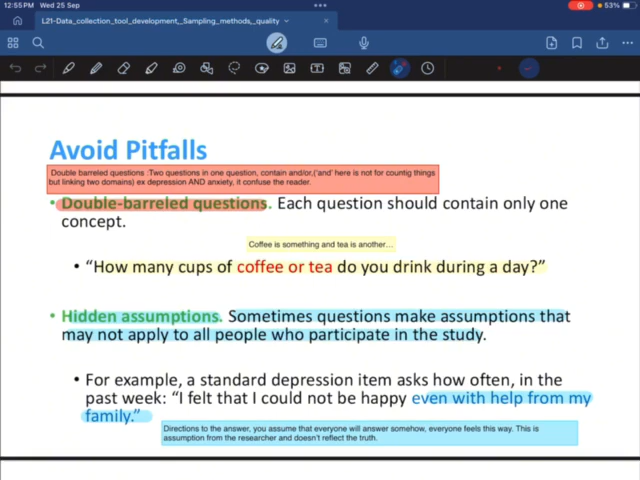 12:55PM Wed 25 Sep
53%
L21-Data_collection_tool_development,_Sampling_methods,_quality
Avoid Pitfalls
Double barreled questions :Two questions in one question, contain and/or,('and' here is not for countig things
but linking two domains) ex depression AND anxiety, it confuse the reader.
• Double-barreled questions. Each question should contain only one
concept.
Coffee is something and tea is another...
• “How many cups of coffee or tea do you drink during a day?”
• Hidden assumptions. Sometimes questions make assumptions that
may not apply to all people who participate in the study.
• For example, a standard depression item asks how often, in the
past week: “I felt that I could not be happy even with help from my
family.”
Directions to the answer, you assume that everyone will answer somehow, everyone feels this way. This is
assumption from the researcher and doesn't reflect the truth.